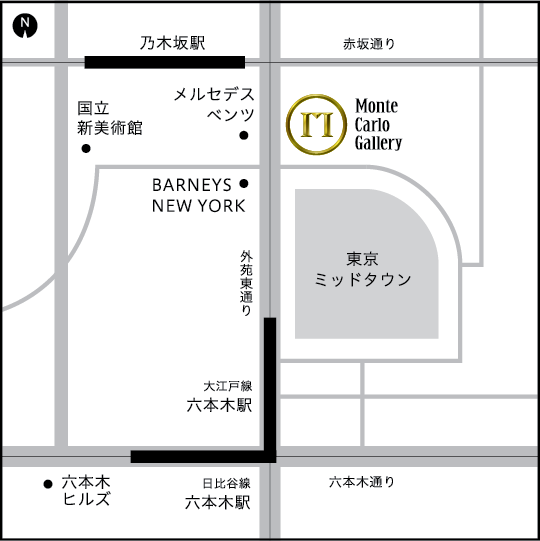 N
乃木坂駅
赤坂通り
メルセデス
ベンツ
国立
新美術館
Monte
Carlo
Gallery
BARNEYS
NEW YORK
外苑東通り
東京
ミッドタウン
大江戸線
六本木駅
六本木
ヒルズ
日比谷線
六本木駅
六本木通り